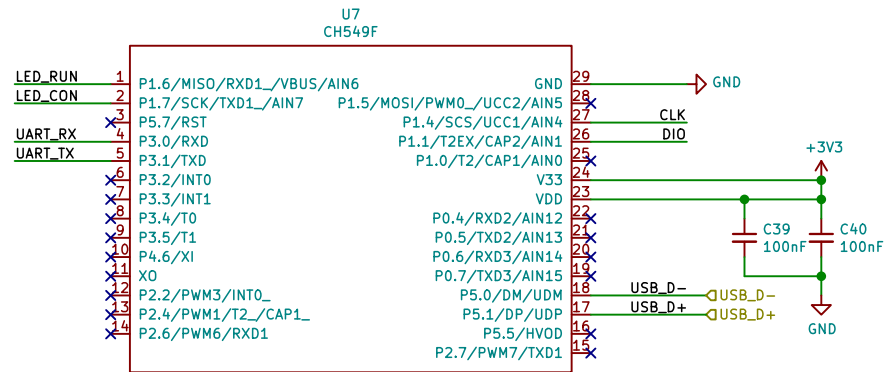 U7
CH549F
LED_RUN 1 P1.6/MISO/RXD1_/VBUS/AIN6
LED_CON 2 P1.7/SCK/TXD1_/AIN7
3 P5.7/RST
UART_RX 4 P3.0/RXD
UART_TX 5 P3.1/TXD
6 P3.2/INT0
7 P3.3/INT1
8 P3.4/T0
9 P3.5/T1
10 P4.6/XI
11 XO
12 P2.2/PWM3/INT0_
13 P2.4/PWM1/T2_/CAP1_
14 P2.6/PWM6/RXD1
GND 29 GND
P1.5/MOSI/PWM0_/UCC2/AIN5 28
P1.4/SCS/UCC1/AIN4 27 CLK
P1.1/T2EX/CAP2/AIN1 26 DIO
P1.0/T2/CAP1/AIN0 25
V33 24
VDD 23
P0.4/RXD2/AIN12 22
P0.5/TXD2/AIN13 21
P0.6/RXD3/AIN14 20
P0.7/TXD3/AIN15 19
P5.0/DM/UDM 18 USB_D- USB_D-
P5.1/DP/UDP 17 USB_D+ USB_D+
P5.5/HVOD 16
P2.7/PWM7/TXD1 15
+3V3
C39
100nF
C40
100nF
GND